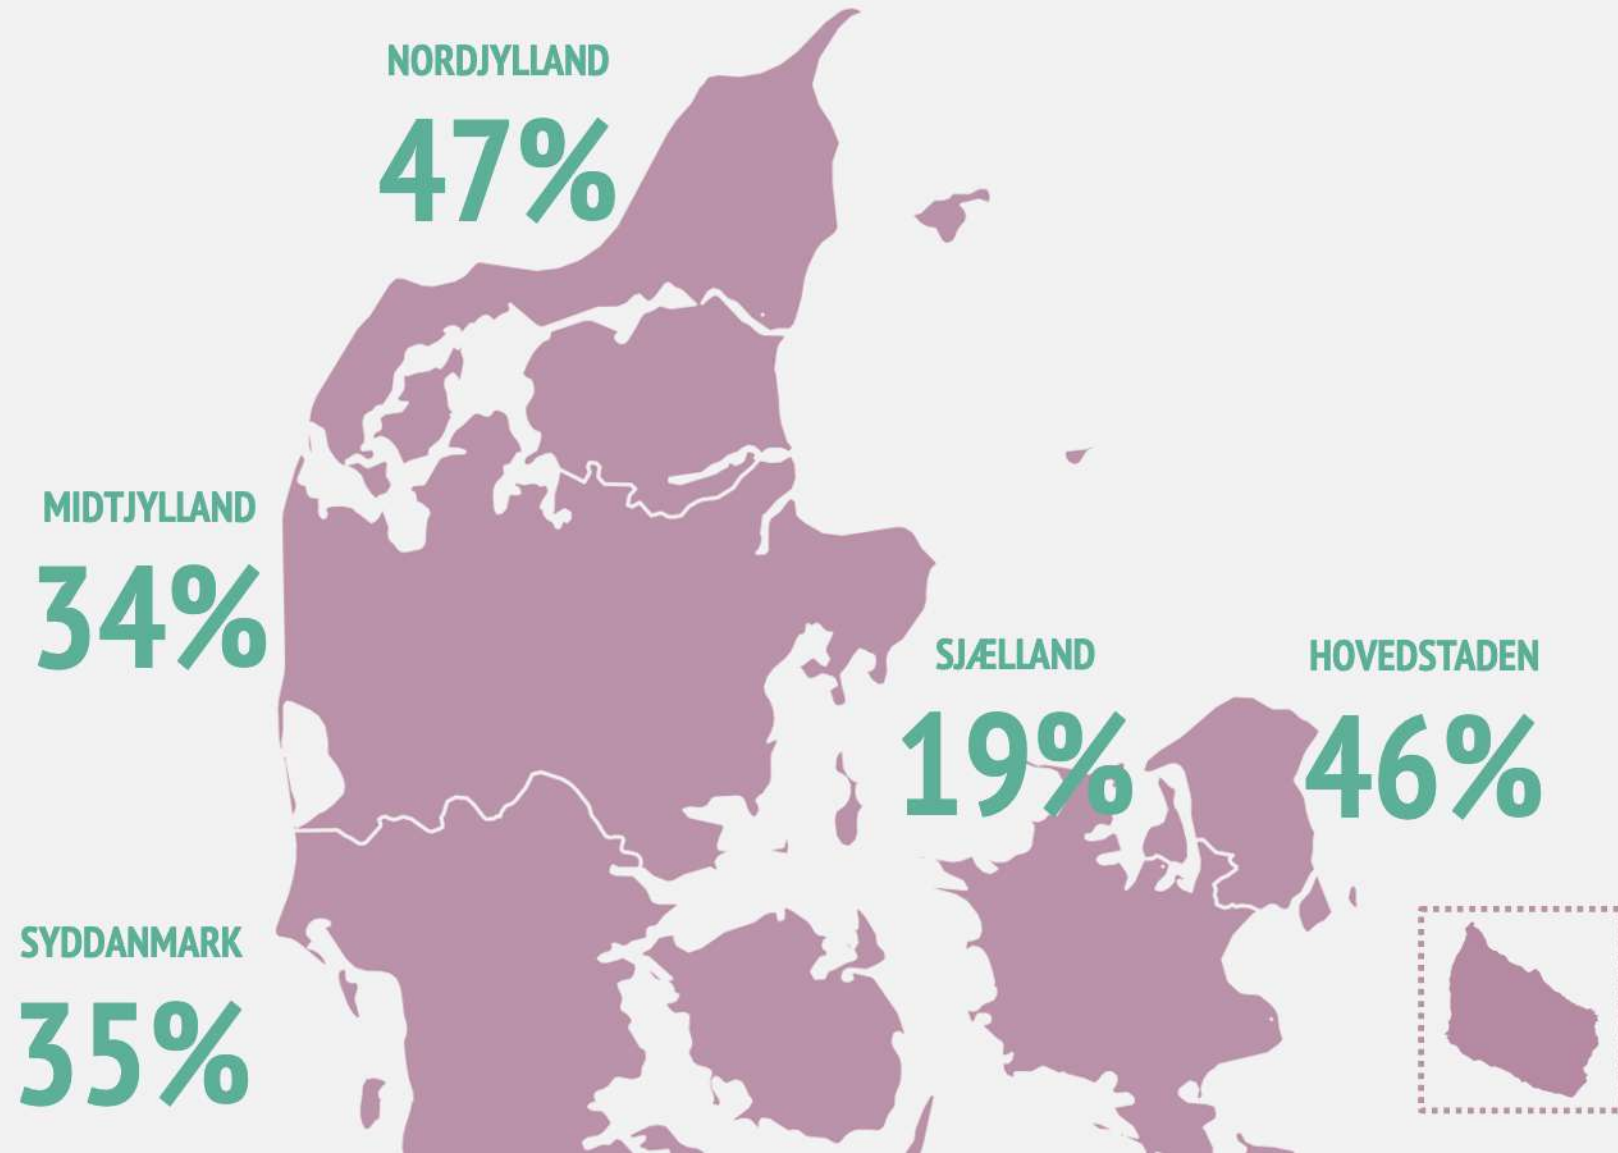 NORDJYLLAND
47%
MIDTJYLLAND
34%
SJÆLLAND
19%
HOVEDSTADEN
46%
SYDDANMARK
35%